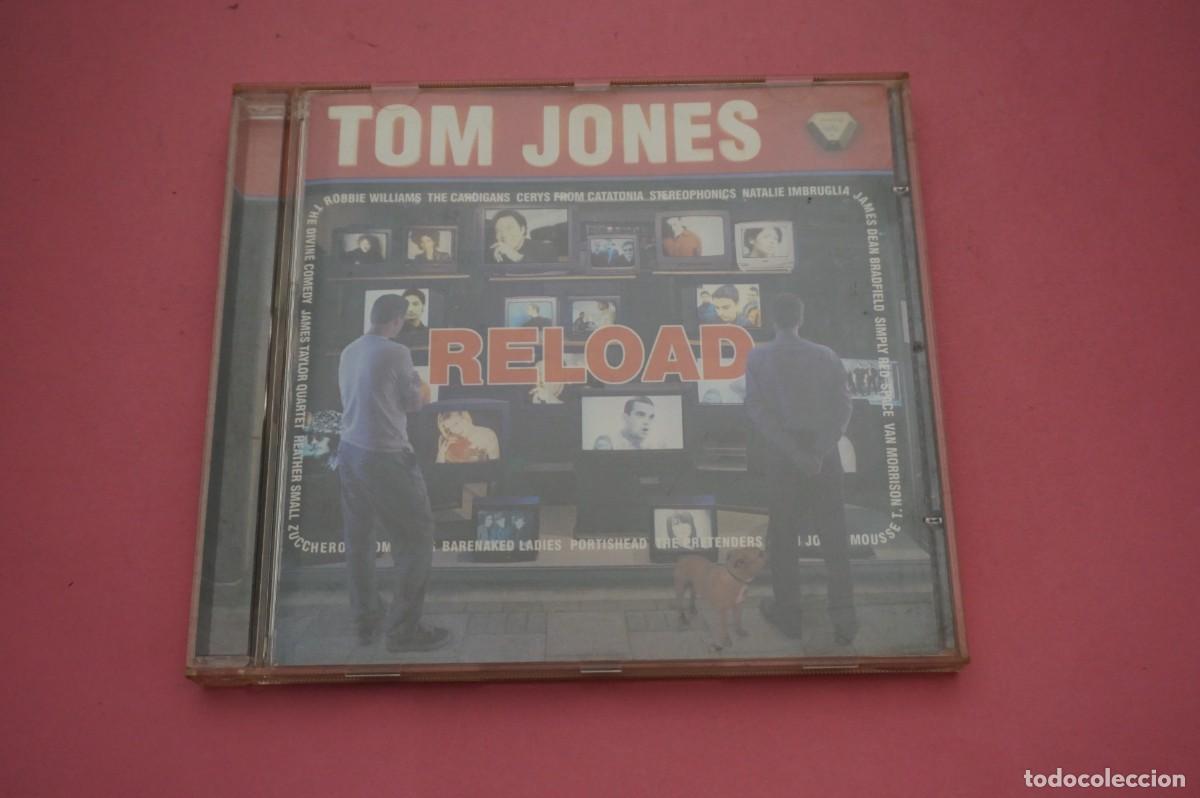 TOM JONES
ROBBIE WILLIAMS THE CARDIGANS CERYS FROM CATATONIA STEREOPHONICS NATALIE IMBRUGLIA
JAMES DEAN BRADFIELD SIMPLY RED SPACE VAN MORRISON
MOUSSE T.
THE PRETENDERS
PORTISHEAD
BARENAKED LADIES
ZUCCHERO
HEATHER SMALL
JAMES TAYLOR QUARTET
THE DIVINE COMEDY
RELOAD
todocoleccion